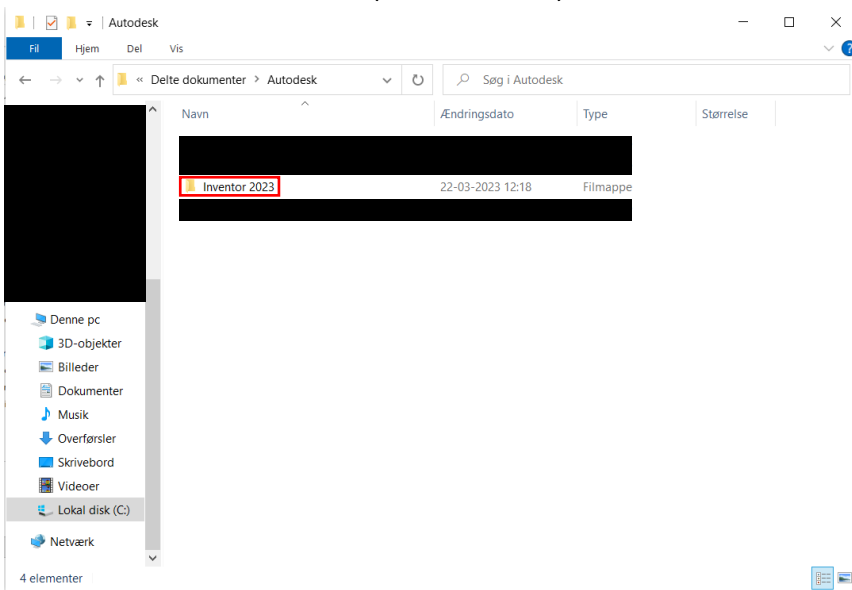 Autodesk
Fil Hjem Del Vis
« Delte dokumenter > Autodesk Søg i Autodesk
Navn Ændringsdato Type Størrelse
Inventor 2023 22-03-2023 12:18 Filmappe
Denne pc
3D-objekter
Billeder
Dokumenter
Musik
Overførsler
Skrivebord
Videoer
Lokal disk (C:)
Netværk
4 elementer